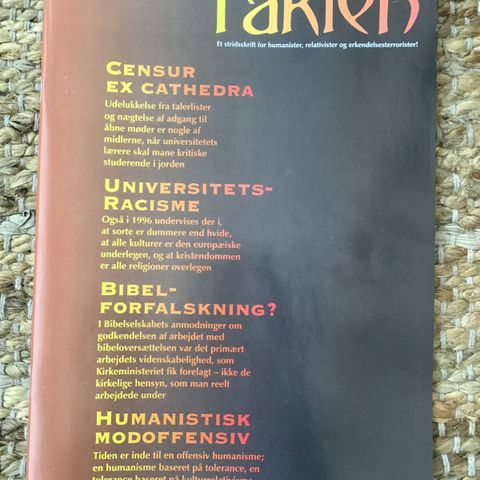 Et stridsskrift for humanister, relativister og erkendelsesterrorister!
CENSUR
EX CATHEDRA
Udelukkelse fra talerlister
og nægtelse af adgang til
åbne møder er nogle af
midlerne, når universitets
lærere skal mane kritiske
studerende i jorden
UNIVERSITETS-
RACISME
Også i 1996 undervises der i,
at sorte er dummere end hvide,
at alle kulturer er den europæiske
underlegen, og at kristendommen
er alle religioner overlegen
BIBEL-
FORFALSKNING?
I Bibelselskabets anmodninger om
godkendelsen af arbejdet med
bibeloversættelsen var det primært
arbejdets videnskabelighed, som
Kirkeministeriet fik forelagt – ikke de
kirkelige hensyn, som man reelt
arbejdede under
HUMANISTISK
MODOFFENSIV
Tiden er inde til en offensiv humanisme;
en humanisme baseret på tolerance, en
tolerance baseret på kulturrelativisme